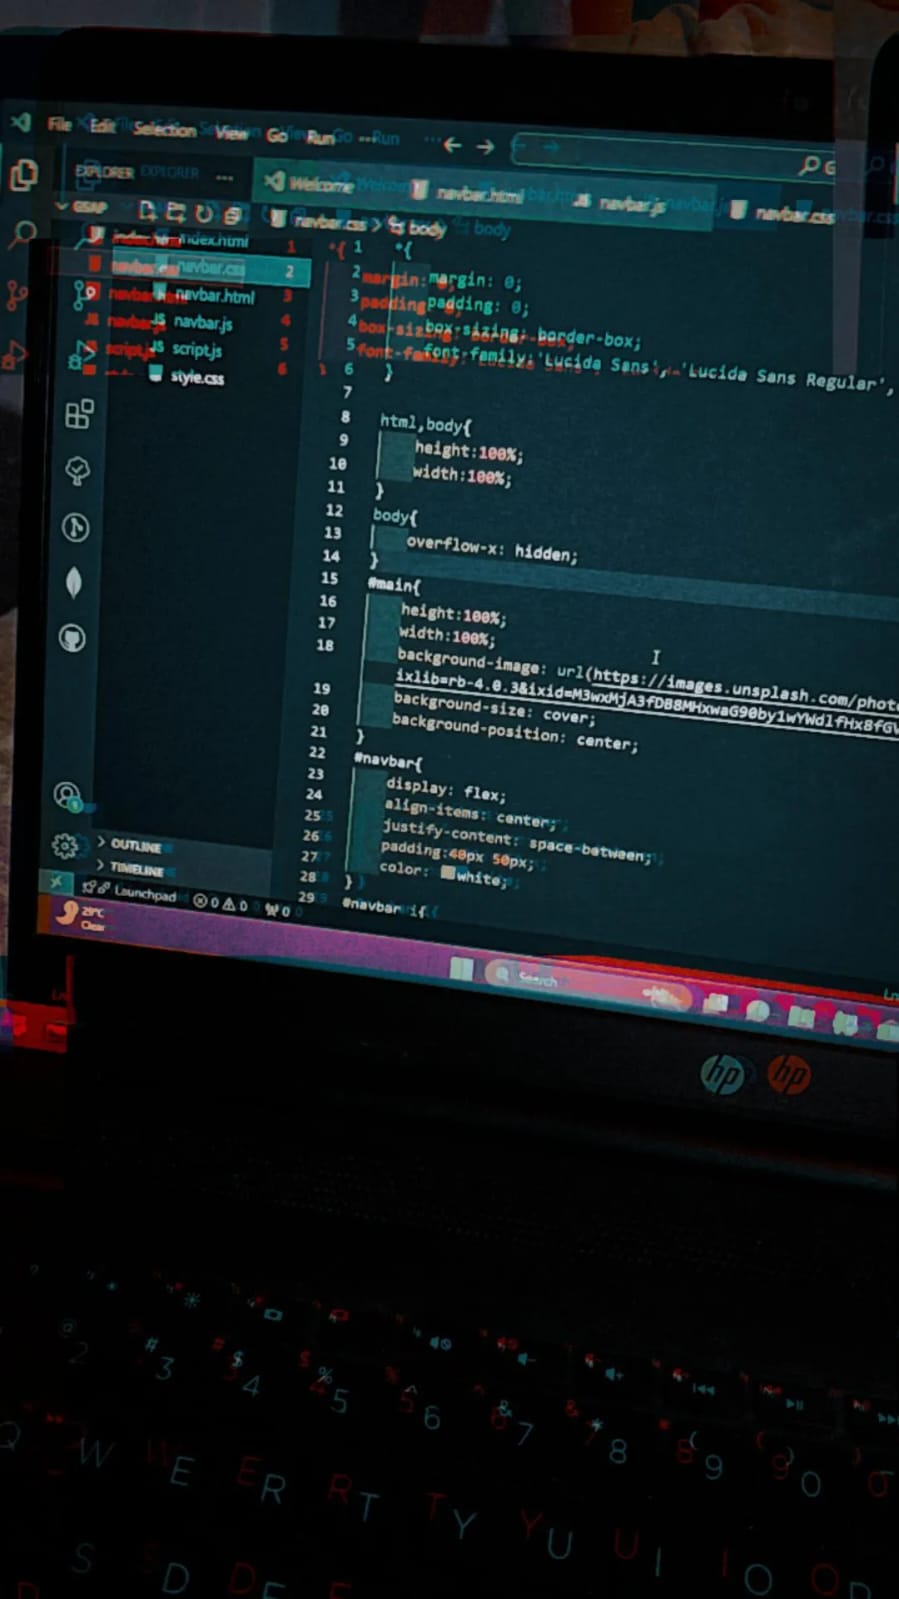 File Edit Selection View Go Run ...
EXPLORER ...
Welcome navbar.html navbar.js navbar.css
GSAP
navbar.css > body
index.html
navbar.css
navbar.html
navbar.js
script.js
style.css
1 *{
2 margin: 0;
3 padding: 0;
4 box-sizing: border-box;
5 font-family:'Lucida Sans', 'Lucida Sans Regular',
6 }
7
8 html,body{
9 height:100%;
10 width:100%;
11 }
12 body{
13 overflow-x: hidden;
14 }
15 #main{
16 height:100%;
17 width:100%;
18 background-image: url(https://images.unsplash.com/photo
ixlib=rb-4.0.3&ixid=M3wxMjA3fDB8MHxwaG90by1wYWdlfHx8fGV
19 background-size: cover;
20 background-position: center;
21 }
22 #navbar{
23 display: flex;
24 align-items: center;
25 justify-content: space-between;
26 padding:40px 50px;
27 color: white;
28 }
29 #navbar i{
OUTLINE
TIMELINE
Launchpad 0 0 0
29°C
Clear
Search
Ln
hp hp
@ # $ % ^ & * ( )
2 3 4 5 6 7 8 9 0
Q W E R T Y U I O
S D F